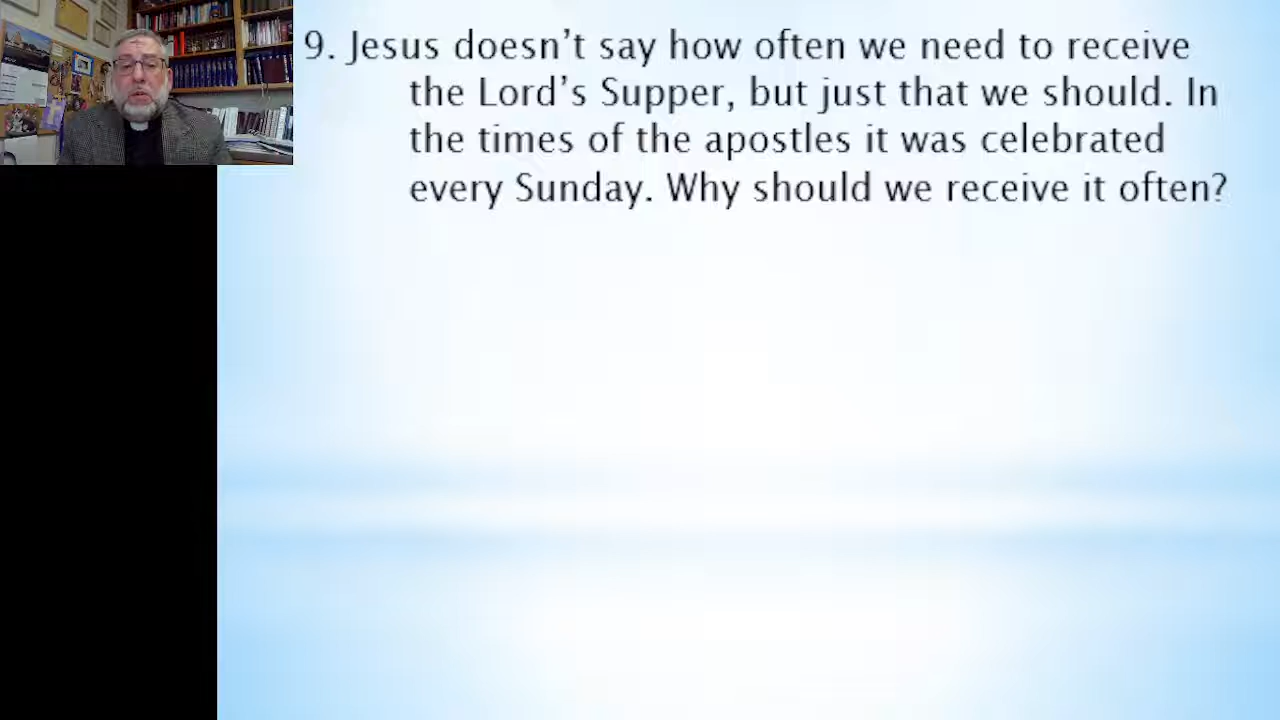 9. Jesus doesn’t say how often we need to receive
the Lord’s Supper, but just that we should. In
the times of the apostles it was celebrated
every Sunday. Why should we receive it often?